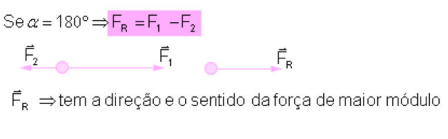 Se α = 180° ⇒ F_R = F_1 − F_2
F⃗_2 F⃗_1 F⃗_R
F⃗_R ⇒ tem a direção e o sentido da força de maior módulo